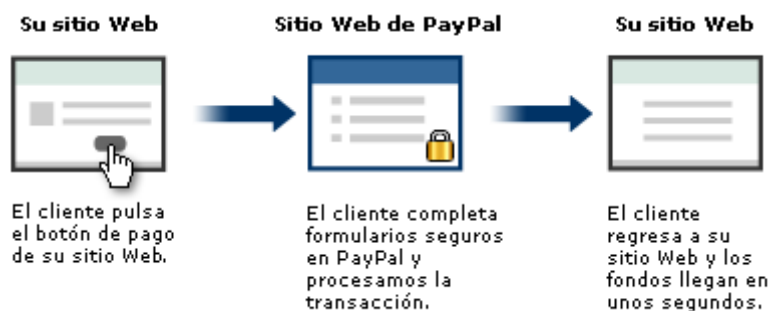 Su sitio Web
Sitio Web de PayPal
Su sitio Web
El cliente pulsa
el botón de pago
de su sitio Web.
El cliente completa
formularios seguros
en PayPal y
procesamos la
transacción.
El cliente
regresa a su
sitio Web y los
fondos llegan en
unos segundos.